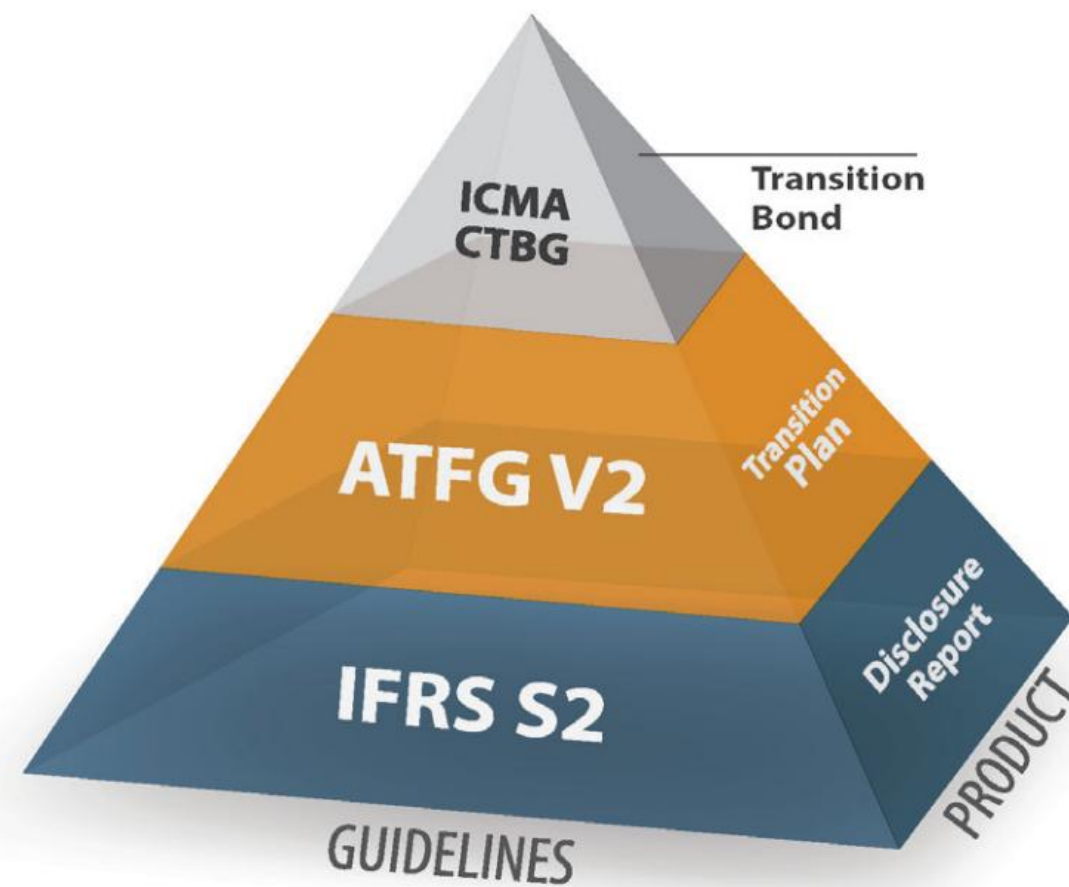 ICMA
CTBG
Transition
Bond
ATFG V2
Transition
Plan
IFRS S2
Disclosure
Report
GUIDELINES
PRODUCT